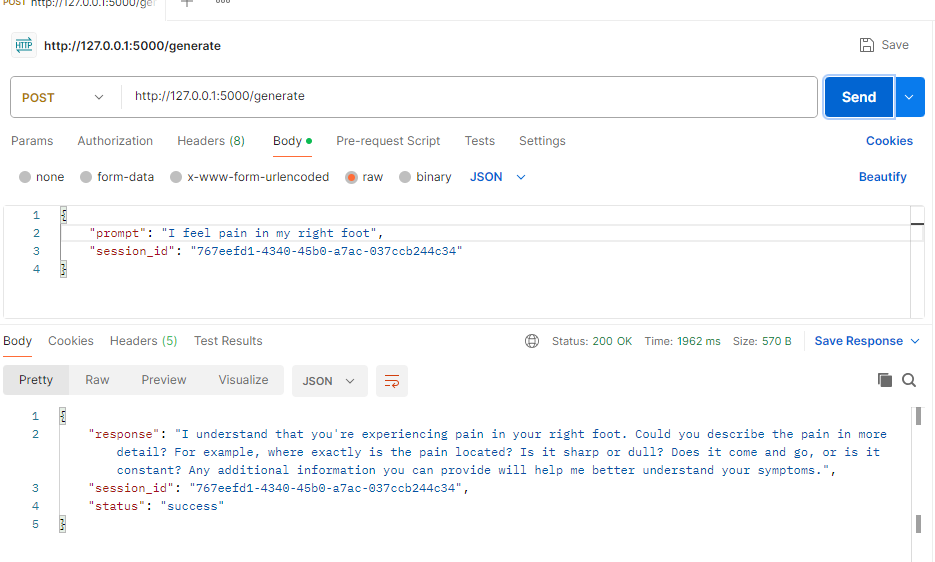 POST http://127.0.0.1:5000/ger
HTTP http://127.0.0.1:5000/generate Save
POST http://127.0.0.1:5000/generate Send
Params Authorization Headers (8) Body Pre-request Script Tests Settings Cookies
none form-data x-www-form-urlencoded raw binary JSON Beautify
1 {
2 "prompt": "I feel pain in my right foot",
3 "session_id": "767eefd1-4340-45b0-a7ac-037ccb244c34"
4 }
Body Cookies Headers (5) Test Results Status: 200 OK Time: 1962 ms Size: 570 B Save Response
Pretty Raw Preview Visualize JSON
1 {
2 "response": "I understand that you're experiencing pain in your right foot. Could you describe the pain in more
detail? For example, where exactly is the pain located? Is it sharp or dull? Does it come and go, or is it
constant? Any additional information you can provide will help me better understand your symptoms.",
3 "session_id": "767eefd1-4340-45b0-a7ac-037ccb244c34",
4 "status": "success"
5 }